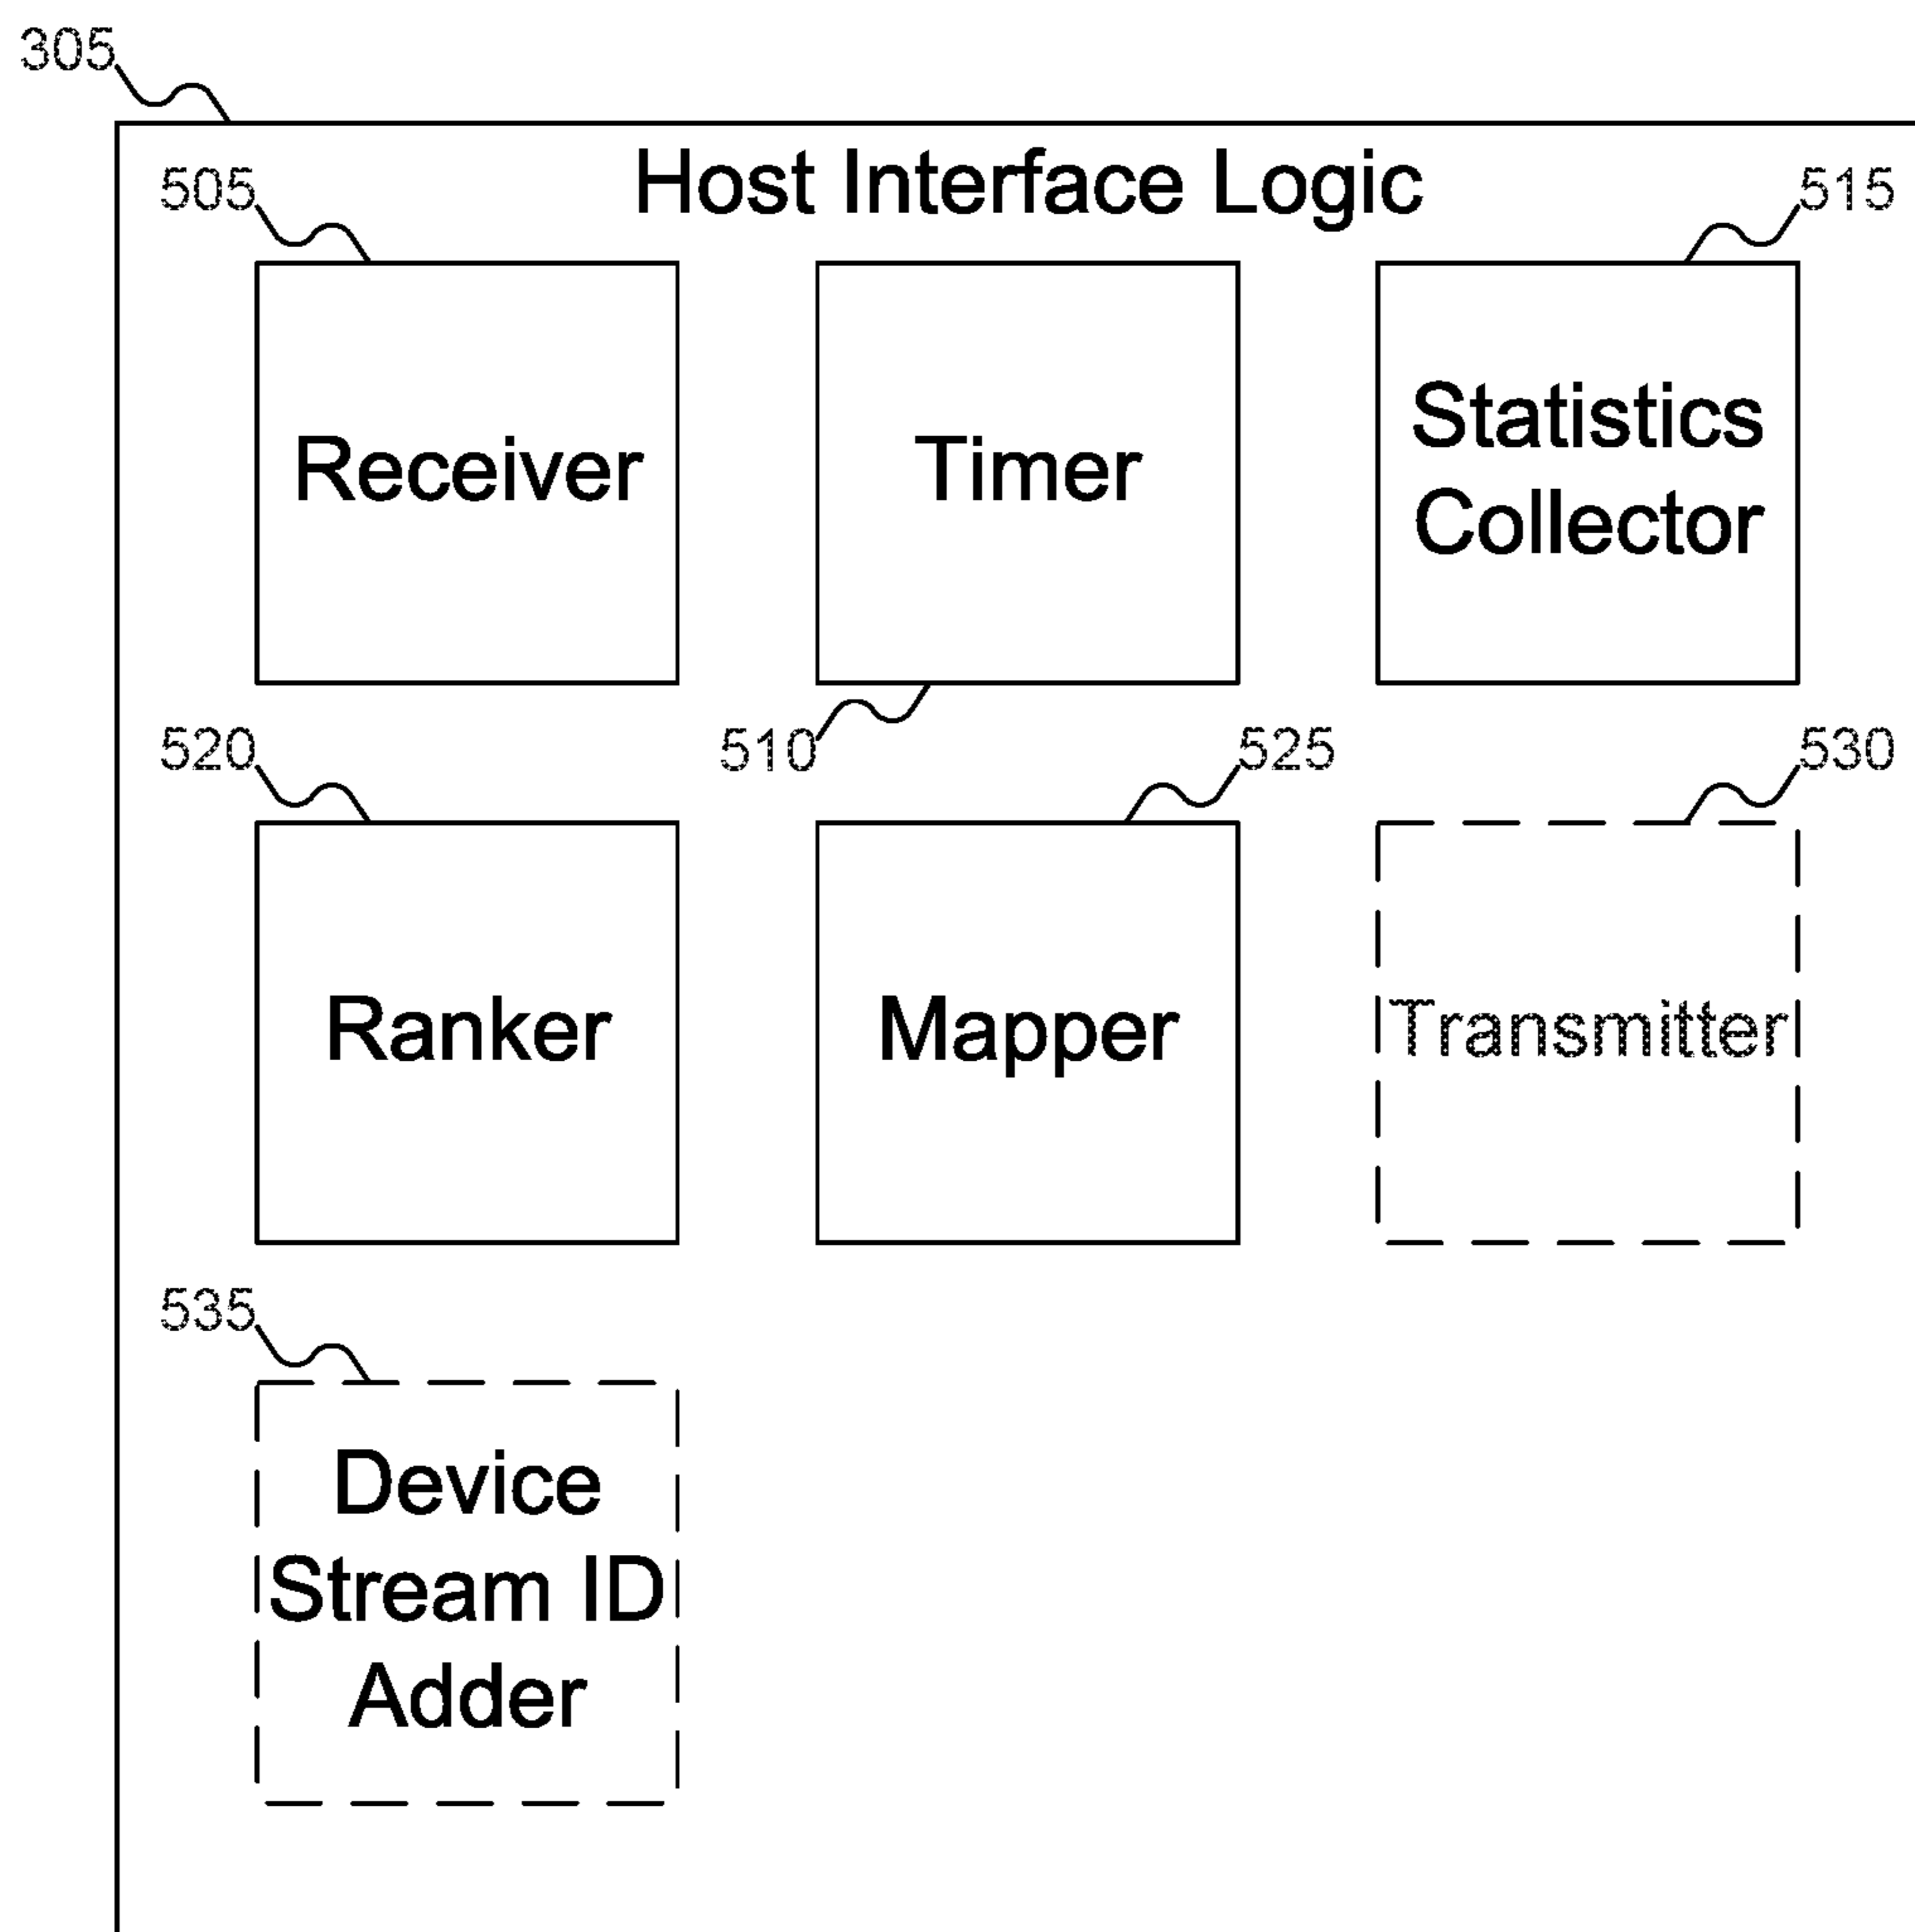 305
Host Interface Logic
505
515
Receiver
Timer
Statistics
Collector
520
510
525
530
Ranker
Mapper
Transmitter
535
Device
Stream ID
Adder